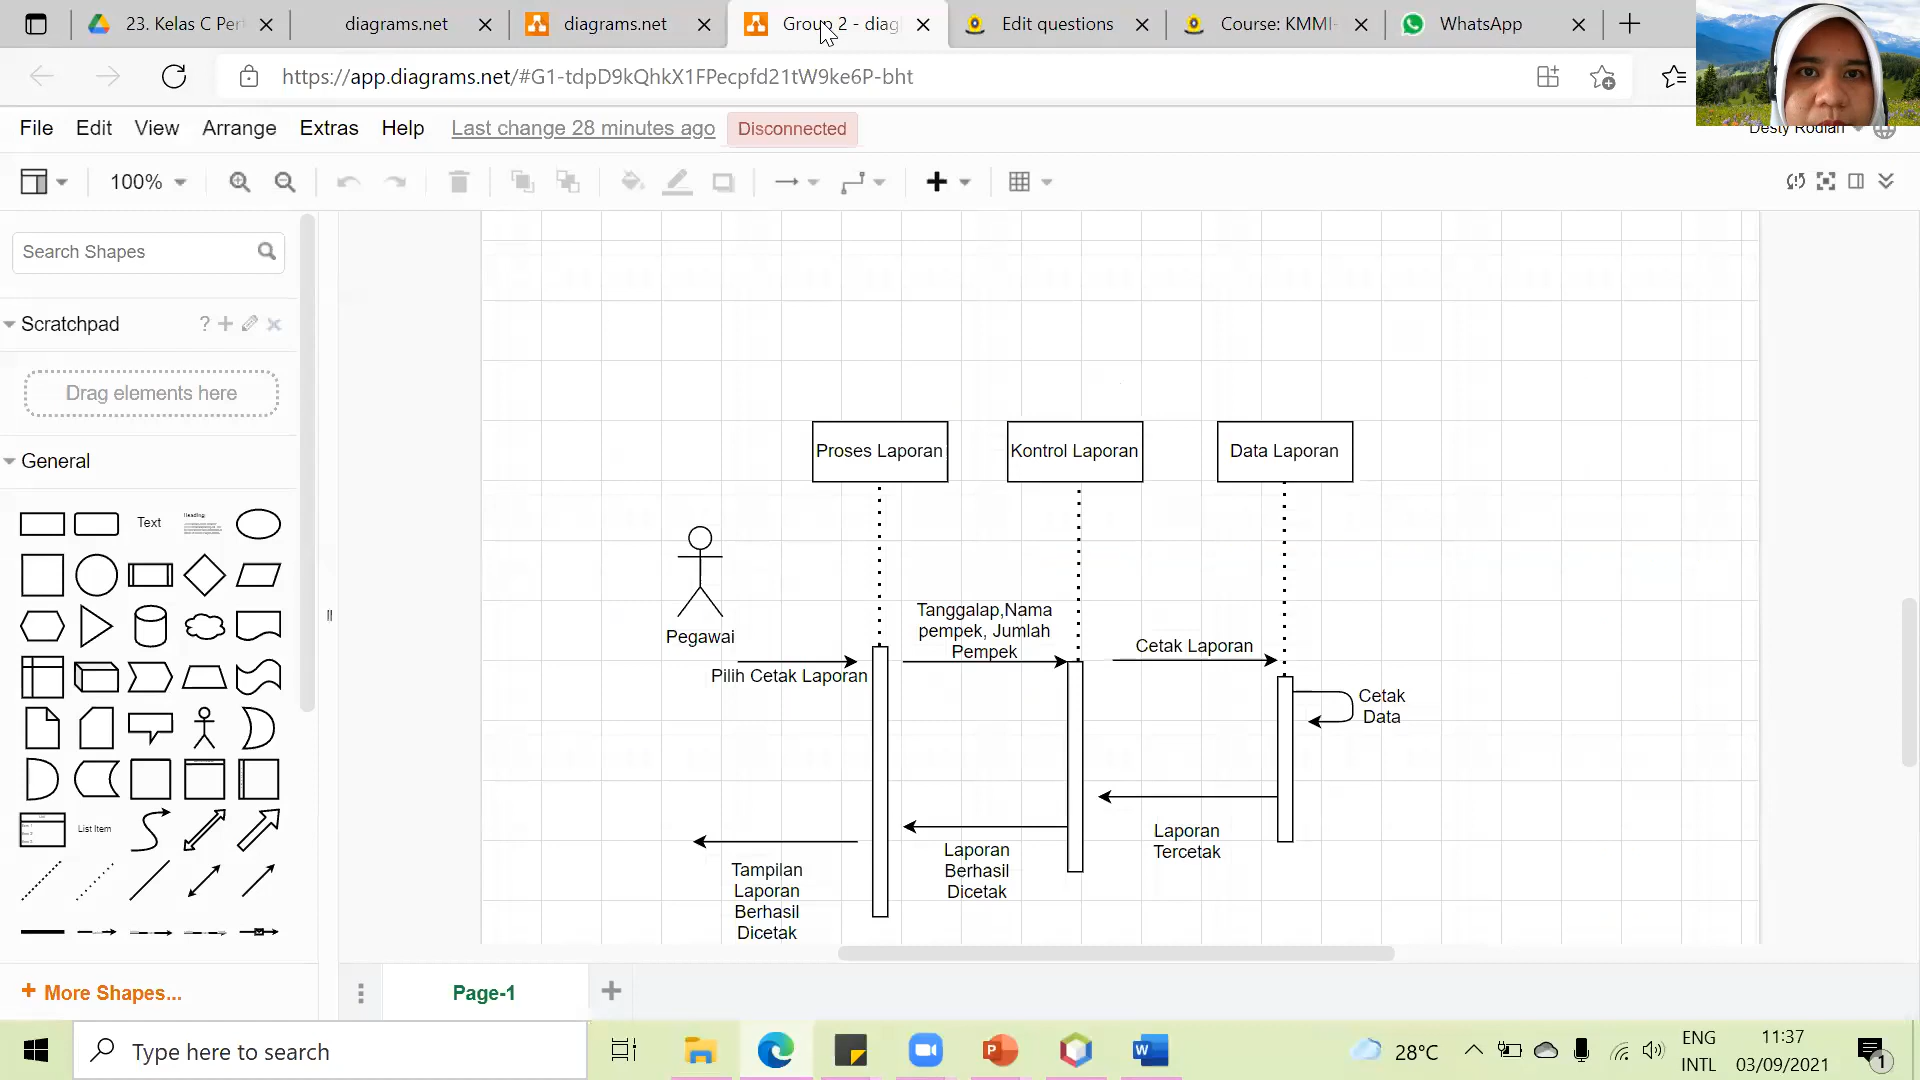 23. Kelas C Per
diagrams.net
diagrams.net
Group 2 - diag
Edit questions
Course: KMMI-
WhatsApp
https://app.diagrams.net/#G1-tdpD9kQhkX1FPecpfd21tW9ke6P-bht
File Edit View Arrange Extras Help Last change 28 minutes ago Disconnected
Desty Rodiah
100%
Search Shapes
Scratchpad
?
Drag elements here
General
Text
Heading
List Item
More Shapes...
Proses Laporan
Kontrol Laporan
Data Laporan
Pegawai
Pilih Cetak Laporan
Tanggalap,Nama
pempek, Jumlah
Pempek
Cetak Laporan
Cetak
Data
Laporan
Tercetak
Laporan
Berhasil
Dicetak
Tampilan
Laporan
Berhasil
Dicetak
Page-1
Type here to search
28°C
ENG
INTL
11:37
03/09/2021
1